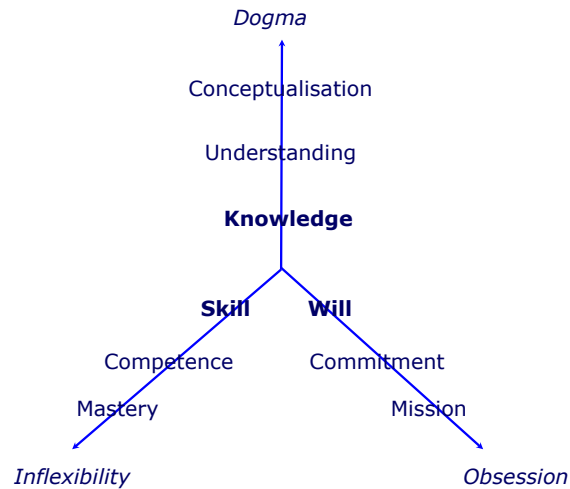 Dogma
Conceptualisation
Understanding
Knowledge
Skill Will
Competence Commitment
Mastery Mission
Inflexibility Obsession